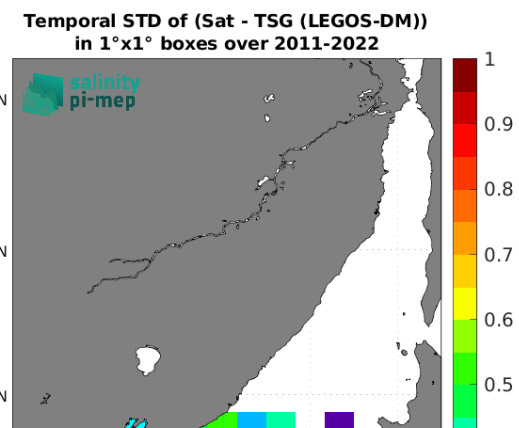 Temporal STD of (Sat - TSG (LEGOS-DM))
in 1°x1° boxes over 2011-2022
salinity
pi-mep
N
N
N
1
0.9
0.8
0.7
0.6
0.5